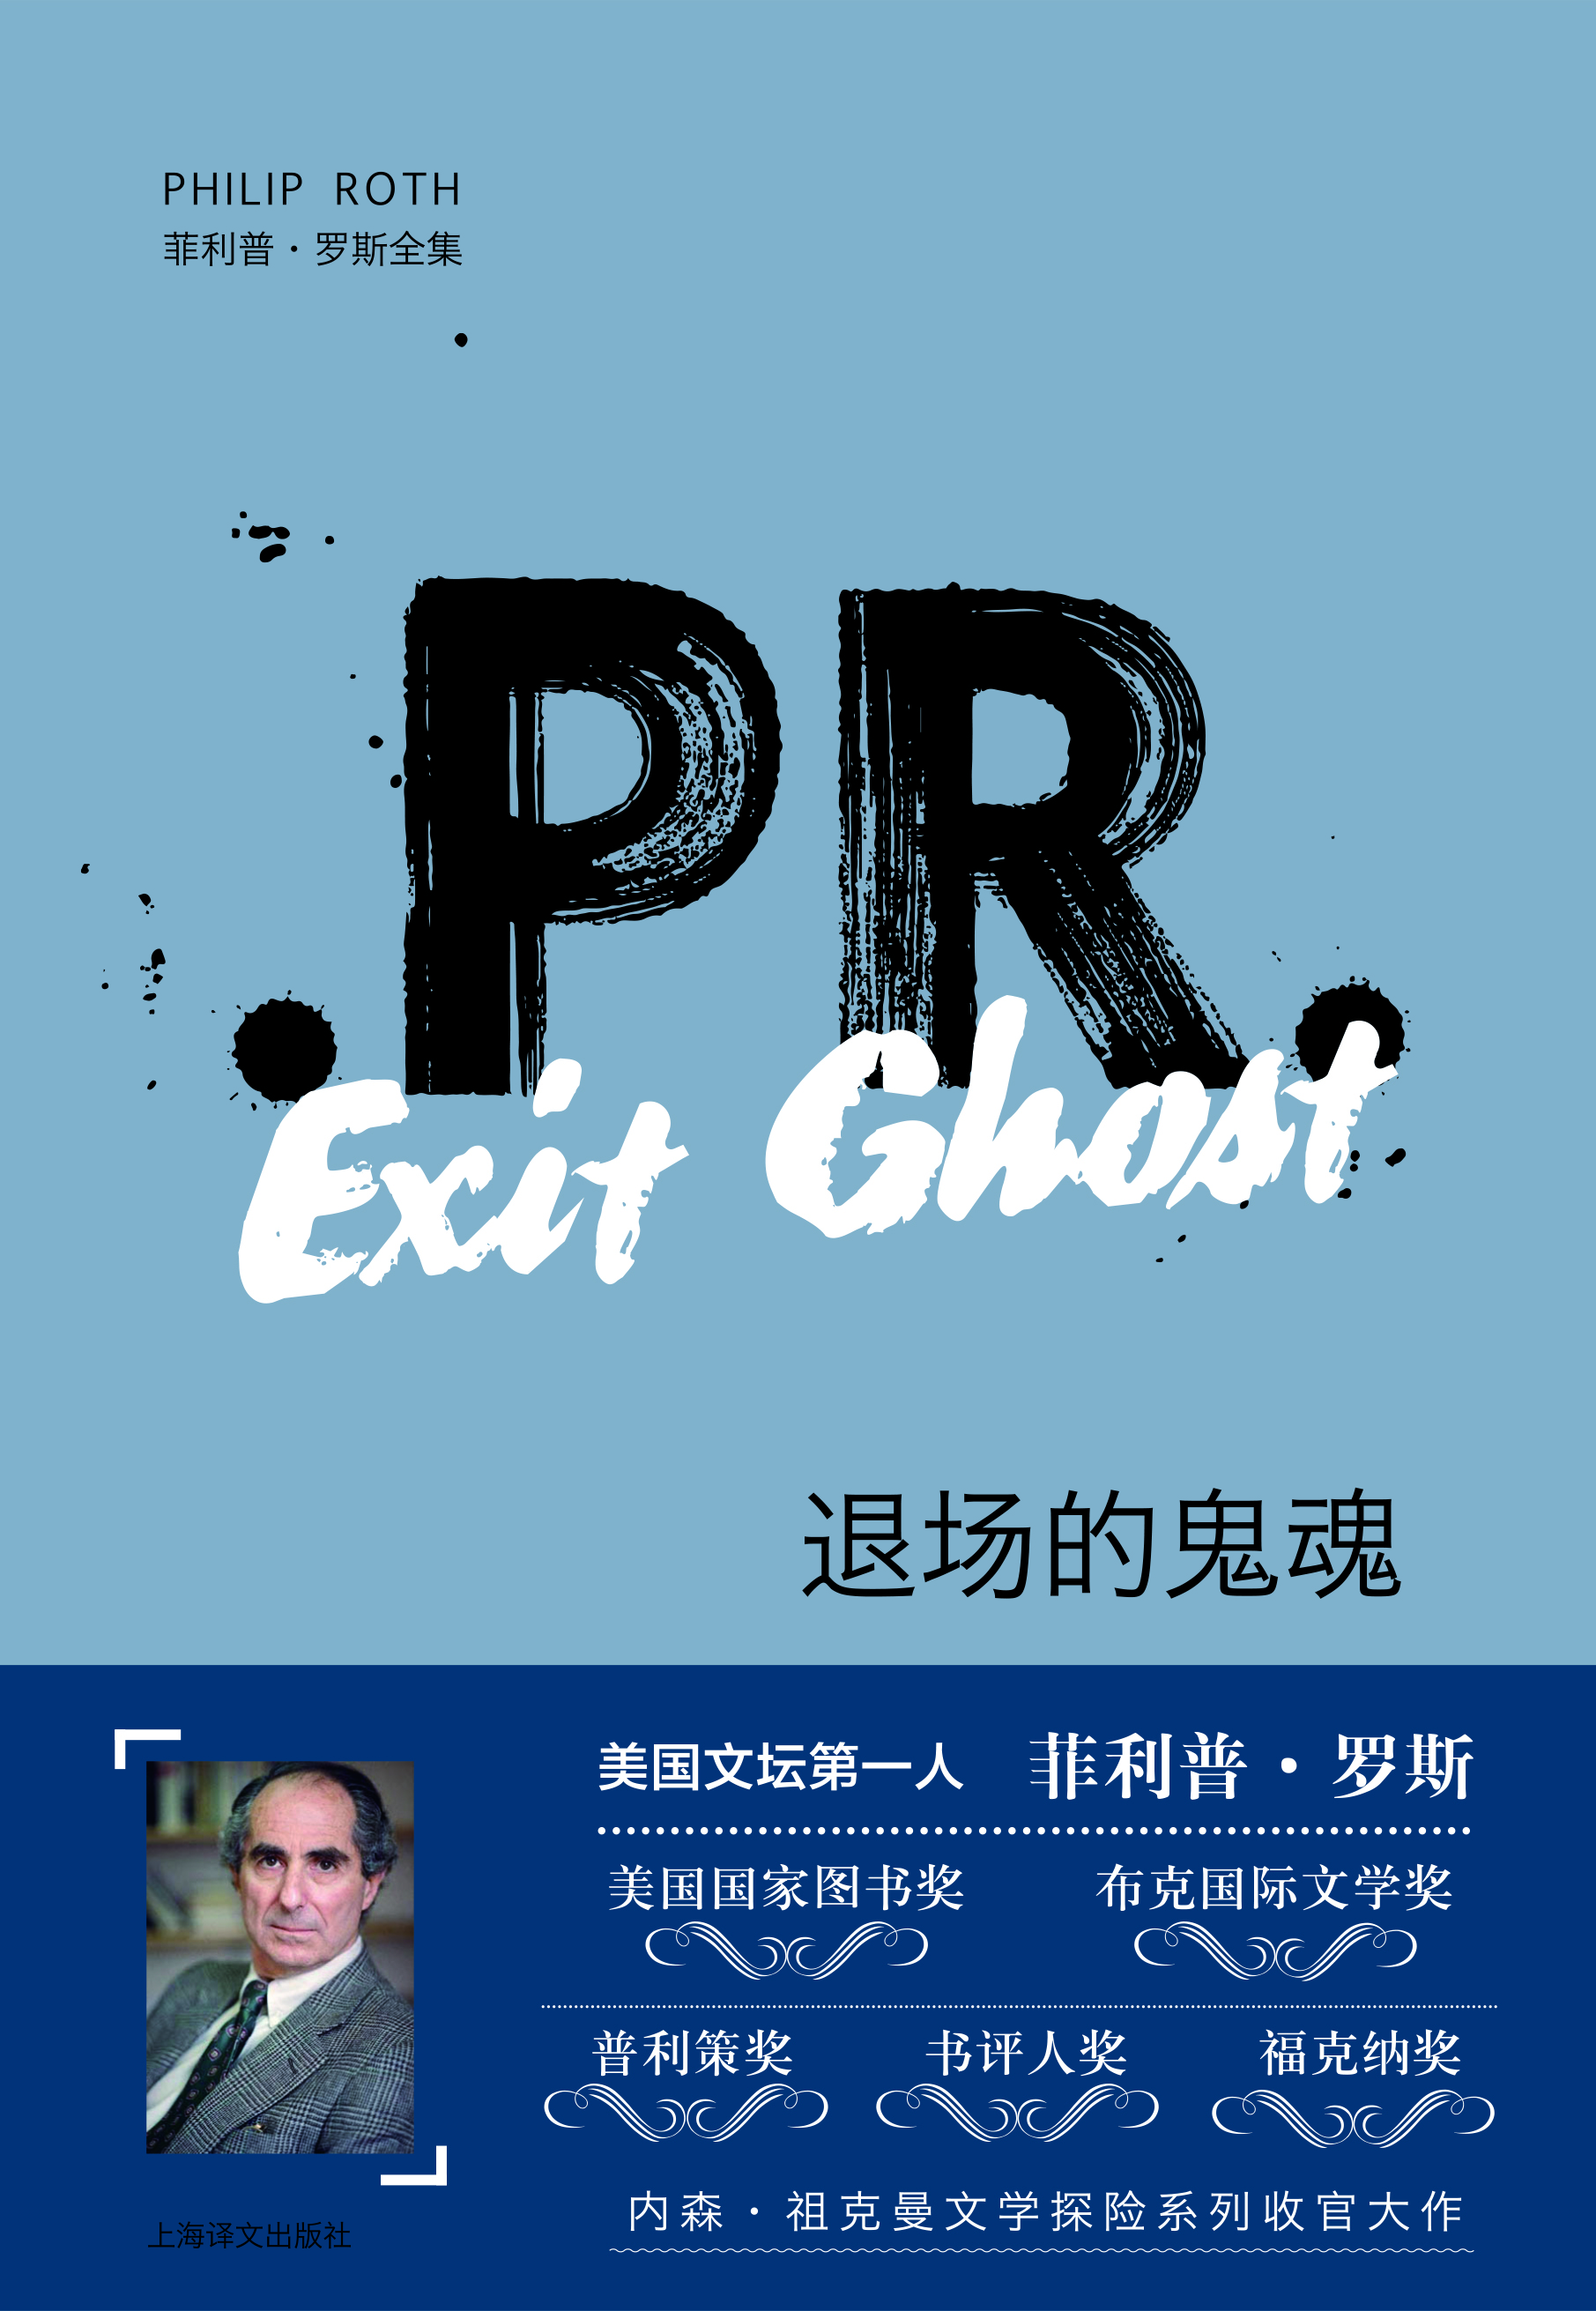 PHILIP ROTH
菲利普·罗斯全集
.PR.
Exit Ghost
退场的鬼魂
美国文坛第一人 菲利普·罗斯
美国国家图书奖 布克国际文学奖
普利策奖 书评人奖 福克纳奖
内森·祖克曼文学探险系列收官大作
上海译文出版社